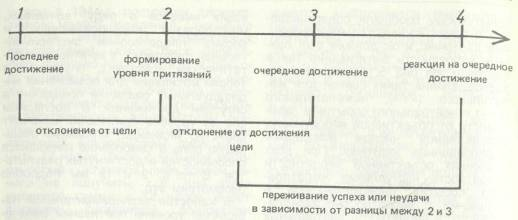 1 2 3 4
Последнее
достижение
формирование
уровня притязаний
очередное достижение
реакция на очередное
достижение
отклонение от цели
отклонение от достижения
цели
переживание успеха или неудачи
в зависимости от разницы между 2 и 3